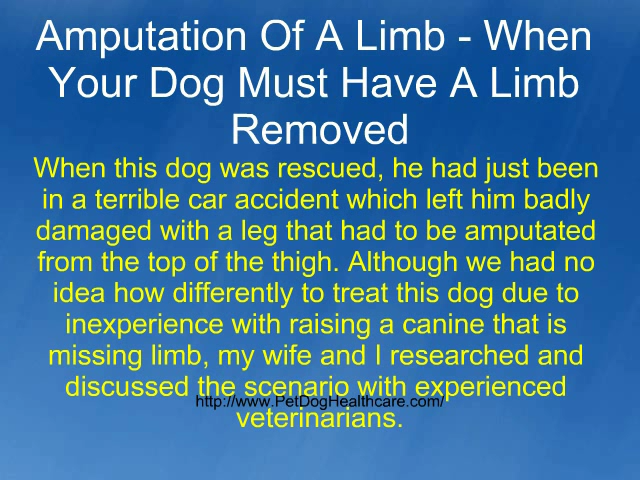 Amputation Of A Limb - When
Your Dog Must Have A Limb
Removed
When this dog was rescued, he had just been
in a terrible car accident which left him badly
damaged with a leg that had to be amputated
from the top of the thigh. Although we had no
idea how differently to treat this dog due to
inexperience with raising a canine that is
missing limb, my wife and I researched and
discussed the scenario with experienced
http://www.PetDogHealthcare.com/
veterinarians.